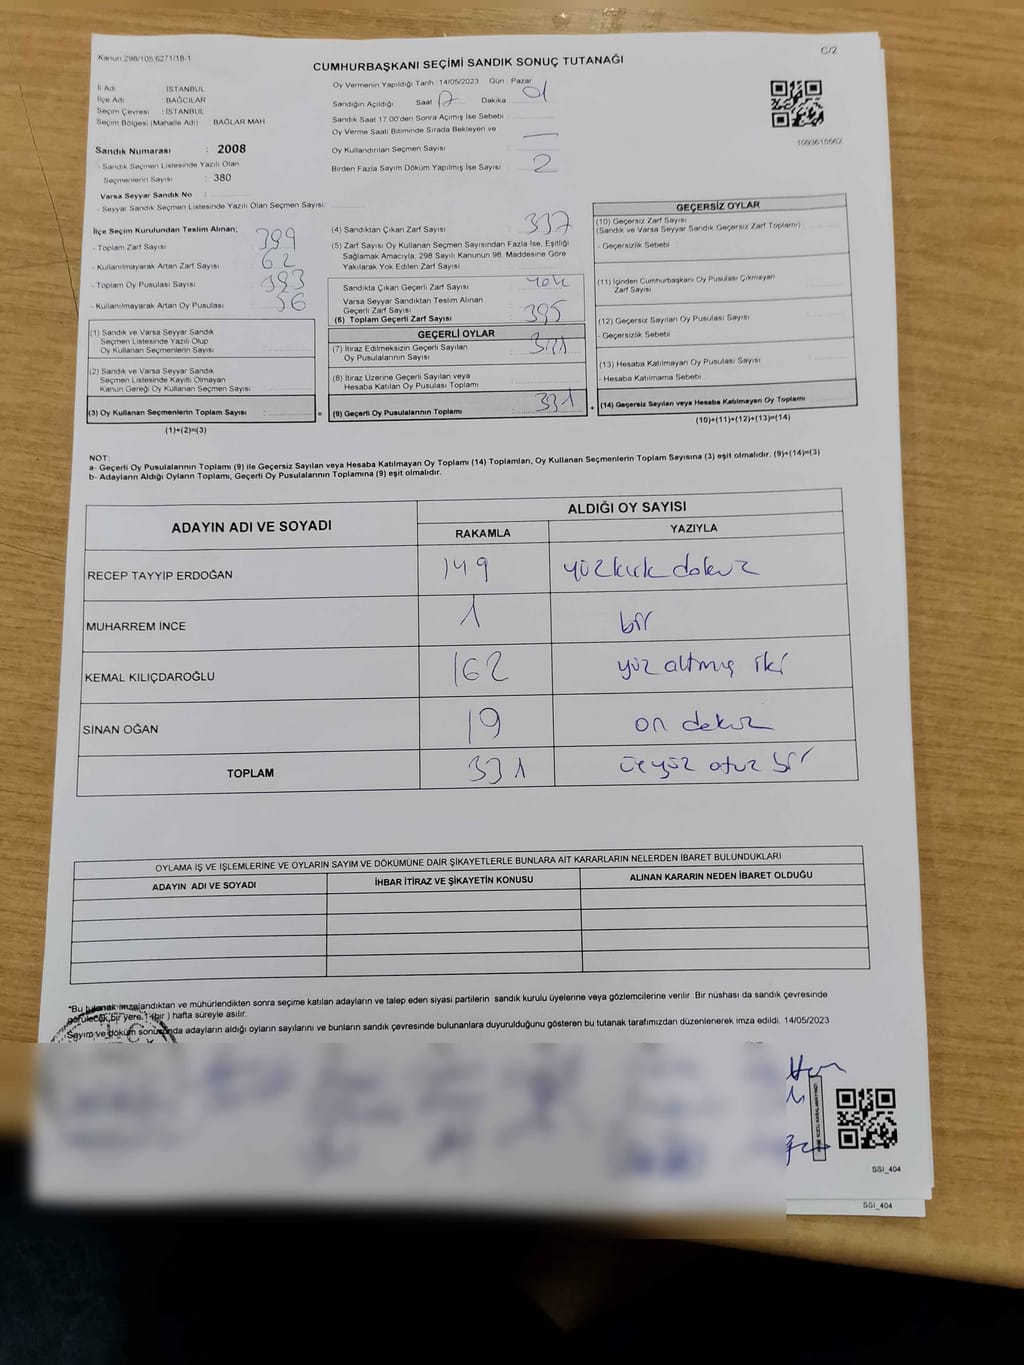 Kanun:298/105,6271/18-1
C/2
CUMHURBAŞKANI SEÇİMİ SANDIK SONUÇ TUTANAĞI
İl Adı : İSTANBUL
İlçe Adı : BAĞCILAR
Seçim Çevresi : İSTANBUL
Seçim Bölgesi (Mahalle Adı) : BAĞLAR MAH
Sandık Numarası : 2008
- Sandık Seçmen Listesinde Yazılı Olan
Seçmenlerin Sayısı : 380
Varsa Seyyar Sandık No :
- Seyyar Sandık Seçmen Listesinde Yazılı Olan Seçmen Sayısı:
Oy Vermenin Yapıldığı Tarih :14/05/2023 Gün : Pazar
Sandığın Açıldığı Saat 17 Dakika : 01
Sandık Saat 17:00'den Sonra Açımış İse Sebebi :
Oy Verme Saati Bitiminde Sırada Bekleyen ve
Oy Kullandırılan Seçmen Sayısı : —
Birden Fazla Sayım Döküm Yapılmış İse Sayısı : 2
1093615562
İlçe Seçim Kurulundan Teslim Alınan;
- Toplam Zarf Sayısı : 399
- Kullanılmayarak Artan Zarf Sayısı : 62
- Toplam Oy Pusulası Sayısı : 393
- Kullanılmayarak Artan Oy Pusulası : 56
(1) Sandık ve Varsa Seyyar Sandık
Seçmen Listesinde Yazılı Olup
Oy Kullanan Seçmenlerin Sayısı :
(2) Sandık ve Varsa Seyyar Sandık
Seçmen Listesinde Kayıtlı Olmayan
Kanun Gereği Oy Kullanan Seçmen Sayısı :
(3) Oy Kullanan Seçmenlerin Toplam Sayısı : =
(1)+(2)=(3)
(4) Sandıktan Çıkan Zarf Sayısı : 337
(5) Zarf Sayısı Oy Kullanan Seçmen Sayısından Fazla İse, Eşitliği
Sağlamak Amacıyla, 298 Sayılı Kanunun 98. Maddesine Göre
Yakılarak Yok Edilen Zarf Sayısı :
Sandıkta Çıkan Geçerli Zarf Sayısı :
Varsa Seyyar Sandıktan Teslim Alınan
Geçerli Zarf Sayısı
(6) Toplam Geçerli Zarf Sayısı : 395
GEÇERLİ OYLAR
(7) İtiraz Edilmeksizin Geçerli Sayılan
Oy Pusulalarının Sayısı :
(8) İtiraz Üzerine Geçerli Sayılan veya
Hesaba Katılan Oy Pusulası Toplamı :
(9) Geçerli Oy Pusulalarının Toplamı : 331 +
GEÇERSİZ OYLAR
(10) Geçersiz Zarf Sayısı
(Sandık ve Varsa Seyyar Sandık Geçersiz Zarf Toplamı) :
- Geçersizlik Sebebi :
(11) İçinden Cumhurbaşkanı Oy Pusulası Çıkmayan
Zarf Sayısı :
(12) Geçersiz Sayılan Oy Pusulası Sayısı :
- Geçersizlik Sebebi :
(13) Hesaba Katılmayan Oy Pusulası Sayısı :
- Hesaba Katılmama Sebebi :
(14) Geçersiz Sayılan veya Hesaba Katılmayan Oy Toplamı :
(10)+(11)+(12)+(13)=(14)
NOT:
a- Geçerli Oy Pusulalarının Toplamı (9) ile Geçersiz Sayılan veya Hesaba Katılmayan Oy Toplamı (14) Toplamları, Oy Kullanan Seçmenlerin Toplam Sayısına (3) eşit olmalıdır. (9)+(14)=(3)
b- Adayların Aldığı Oyların Toplamı, Geçerli Oy Pusulalarının Toplamına (9) eşit olmalıdır.
ADAYIN ADI VE SOYADI ALDIĞI OY SAYISI
RAKAMLA YAZIYLA
RECEP TAYYİP ERDOĞAN 149 yüzkırk dokuz
MUHARREM İNCE 1 bir
KEMAL KILIÇDAROĞLU 162 yüz altmış iki
SİNAN OĞAN 19 on dokuz
TOPLAM 331 üçyüz otuz bir
OYLAMA İŞ VE İŞLEMLERİNE VE OYLARIN SAYIM VE DÖKÜMÜNE DAİR ŞİKAYETLERLE BUNLARA AİT KARARLARIN NELERDEN İBARET BULUNDUKLARI
ADAYIN ADI VE SOYADI İHBAR İTİRAZ VE ŞİKAYETİN KONUSU ALINAN KARARIN NEDEN İBARET OLDUĞU
*Bu tutanak imzalandıktan ve mühürlendikten sonra seçime katılan adayların ve talep eden siyasi partilerin sandık kurulu üyelerine veya gözlemcilerine verilir. Bir nüshası da sandık çevresinde
görülecek bir yere 1 (bir ) hafta süreyle asılır.
Sayım ve döküm sonucunda adayların aldığı oyların sayılarını ve bunların sandık çevresinde bulunanlara duyurulduğunu gösteren bu tutanak tarafımızdan düzenlenerek imza edildi. 14/05/2023
SSI_404
SSI_404